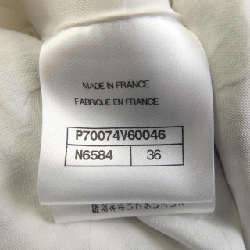 MADE IN FRANCE
FABRIQUE EN FRANCE
P70074V60046
N6584 36